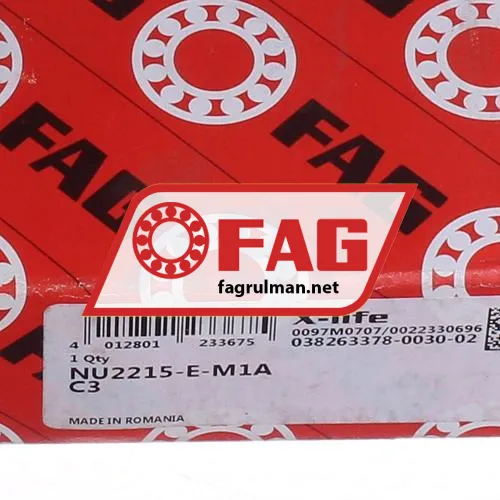 FAG
FAG
FAG
fagrulman.net
X-life
4 012801 233675
0097M0707/0022330696
038263378-0030-02
1 Qty
NU2215-E-M1A
C3
MADE IN ROMANIA